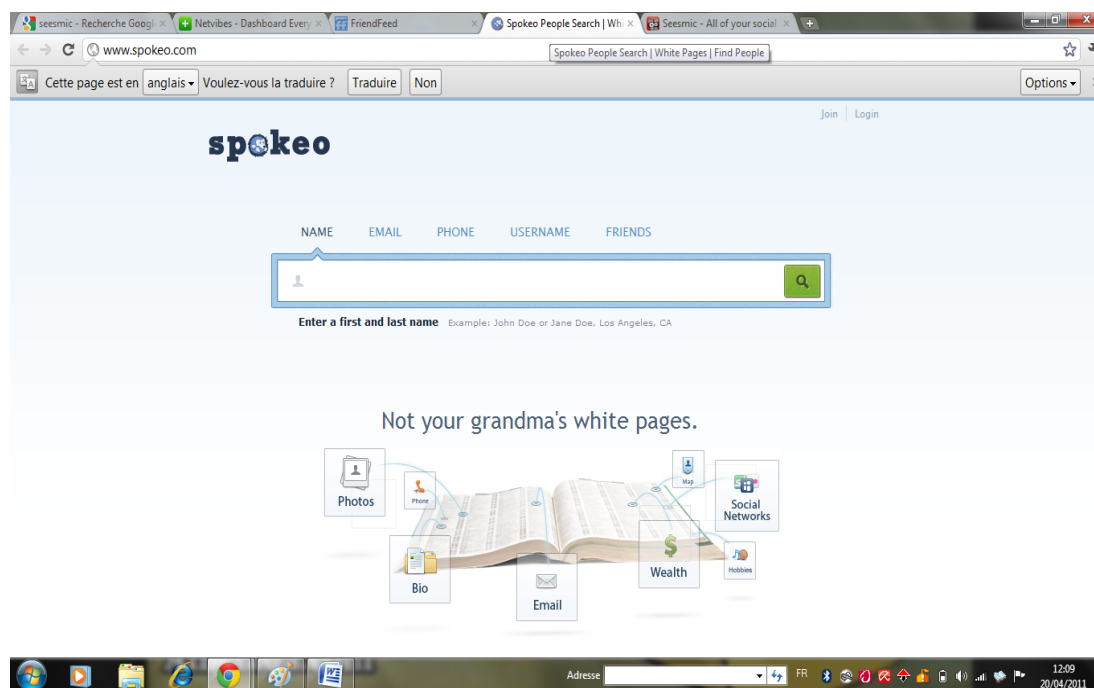 seesmic - Recherche Googl
Netvibes - Dashboard Every
FriendFeed
Spokeo People Search | Whi
Seesmic - All of your social
www.spokeo.com
Spokeo People Search | White Pages | Find People
Cette page est en anglais Voulez-vous la traduire ? Traduire Non
Options
Join Login
spokeo
NAME EMAIL PHONE USERNAME FRIENDS
Enter a first and last name Example: John Doe or Jane Doe, Los Angeles, CA
Not your grandma's white pages.
Photos
Phone
Map
Social
Networks
Bio
Email
Wealth
Hobbies
Adresse
FR
12:09
20/04/2011